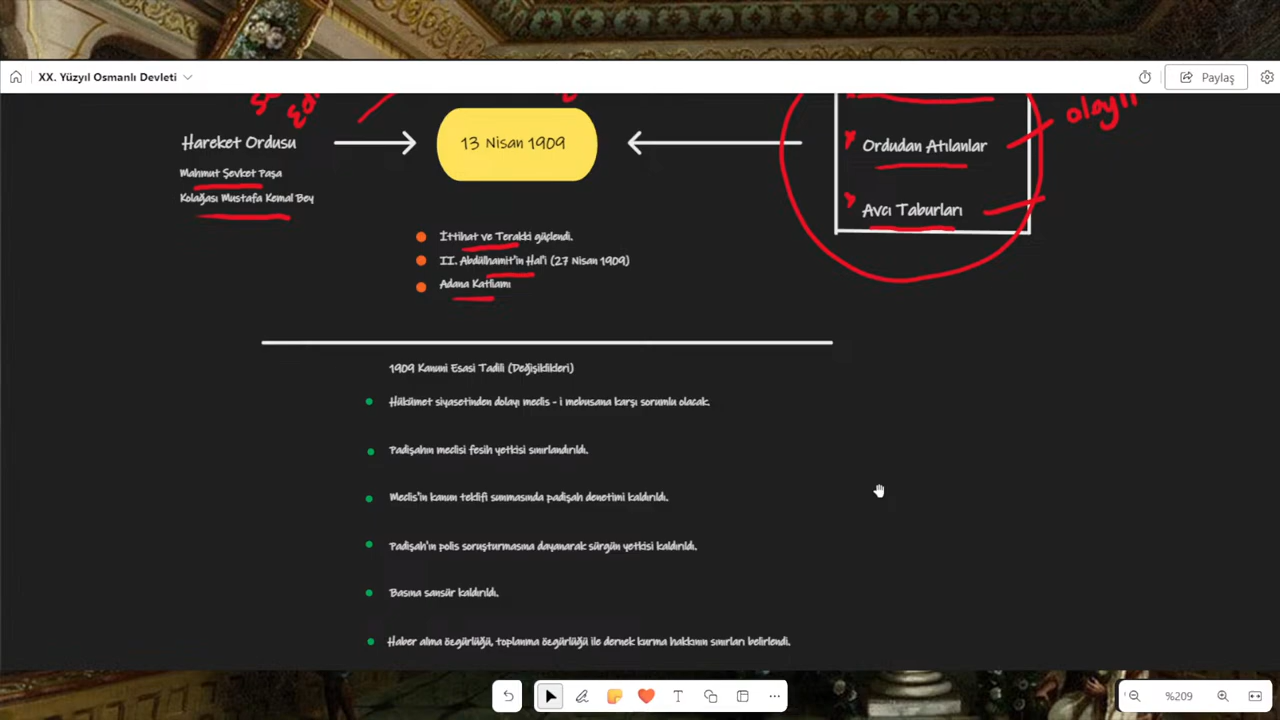 XX. Yüzyıl Osmanlı Devleti
Paylaş
Hareket Ordusu
13 Nisan 1909
Ordudan Atılanlar
Mahmut Şevket Paşa
Kolağası Mustafa Kemal Bey
Avcı Taburları
İttihat ve Terakki güçlendi.
II. Abdülhamit'in Hal'i (27 Nisan 1909)
Adana Katliamı
1909 Kanuni Esasi Tadili (Değişiklikleri)
Hükümet siyasetinden dolayı meclis - i mebusana karşı sorumlu olacak.
Padişahın meclisi fesih yetkisi sınırlandırıldı.
Meclis'in kanun teklifi sunmasında padişah denetimi kaldırıldı.
Padişah'ın polis soruşturmasına dayanarak sürgün yetkisi kaldırıldı.
Basına sansür kaldırıldı.
Haber alma özgürlüğü, toplanma özgürlüğü ile dernek kurma hakkının sınırları belirlendi.
%209